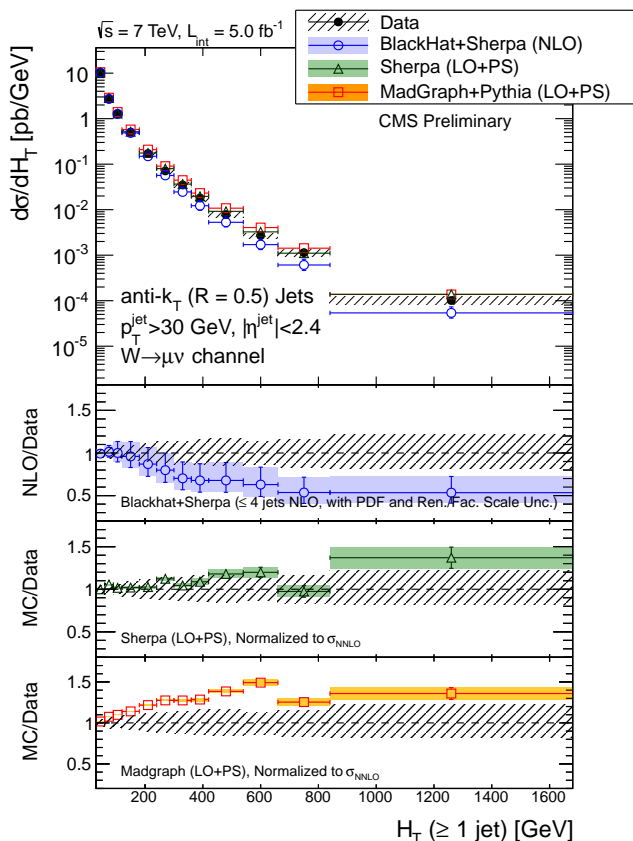 √s = 7 TeV, L_int = 5.0 fb⁻¹
Data
BlackHat+Sherpa (NLO)
Sherpa (LO+PS)
MadGraph+Pythia (LO+PS)
CMS Preliminary
dσ/dH_T [pb/GeV]
10
1
10⁻¹
10⁻²
10⁻³
10⁻⁴
10⁻⁵
anti-k_T (R = 0.5) Jets
p_T^jet>30 GeV, |η^jet|<2.4
W→μν channel
NLO/Data
1.5
1
0.5
Blackhat+Sherpa (≤ 4 jets NLO, with PDF and Ren./Fac. Scale Unc.)
MC/Data
1.5
1
0.5
Sherpa (LO+PS), Normalized to σ_NNLO
MC/Data
1.5
1
0.5
Madgraph (LO+PS), Normalized to σ_NNLO
200 400 600 800 1000 1200 1400 1600
H_T (≥ 1 jet) [GeV]